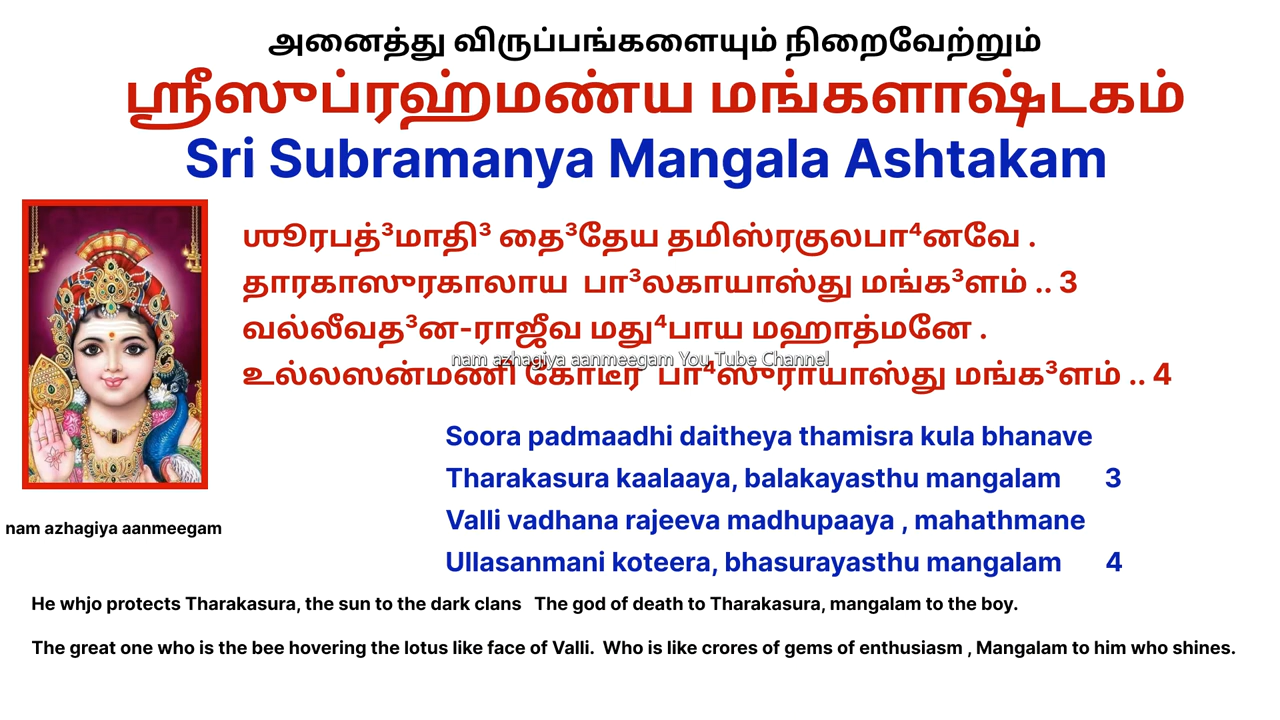 அனைத்து விருப்பங்களையும் நிறைவேற்றும்
ஸ்ரீஸுப்ரஹ்மண்ய மங்களாஷ்டகம்
Sri Subramanya Mangala Ashtakam
ஶூரபத்³மாதி³ தை³தேய தமிஸ்ரகுலபா⁴னவே .
தாரகாஸுரகாலாய பா³லகாயாஸ்து மங்க³ளம் .. 3
வல்லீவத³ன-ராஜீவ மது⁴பாய மஹாத்மனே .
nam azhagiya aanmeegam You Tube Channel
உல்லஸன்மணி கோடீர பா⁴ஸுராயாஸ்து மங்க³ளம் .. 4
Soora padmaadhi daitheya thamisra kula bhanave
Tharakasura kaalaaya, balakayasthu mangalam 3
Valli vadhana rajeeva madhupaaya , mahathmane
nam azhagiya aanmeegam
Ullasanmani koteera, bhasurayasthu mangalam 4
He whjo protects Tharakasura, the sun to the dark clans The god of death to Tharakasura, mangalam to the boy.
The great one who is the bee hovering the lotus like face of Valli. Who is like crores of gems of enthusiasm , Mangalam to him who shines.